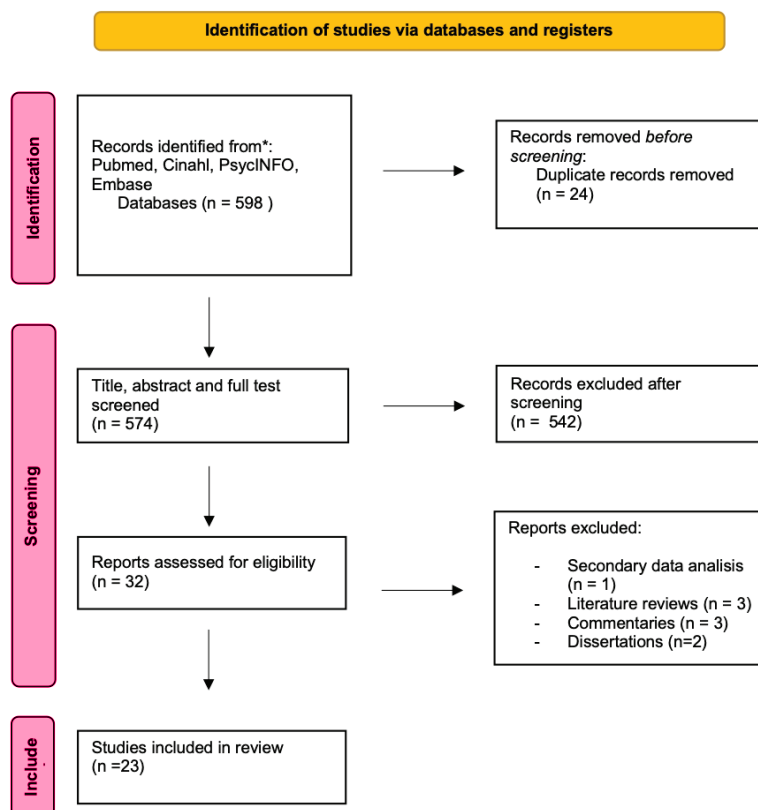 Identification of studies via databases and registers
Identification
Records identified from*:
Pubmed, Cinahl, PsycINFO,
Embase
Databases (n = 598 )
Records removed before
screening:
Duplicate records removed
(n = 24)
Screening
Title, abstract and full test
screened
(n = 574)
Records excluded after
screening
(n = 542)
Reports assessed for eligibility
(n = 32)
Reports excluded:
- Secondary data analisis
(n = 1)
- Literature reviews (n = 3)
- Commentaries (n = 3)
- Dissertations (n=2)
Include
Studies included in review
(n =23)